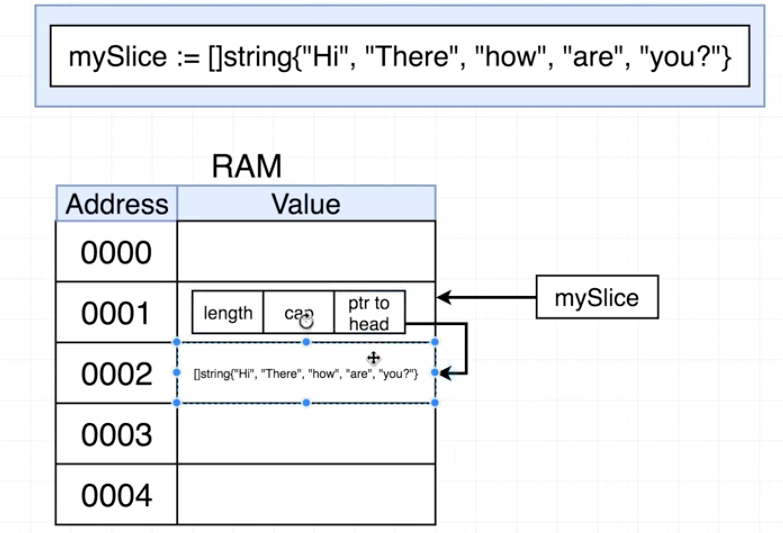 mySlice := []string{"Hi", "There", "how", "are", "you?"}
RAM
Address Value
0000
0001 length cap ptr to head
mySlice
0002 []string{"Hi", "There", "how", "are", "you?"}
0003
0004